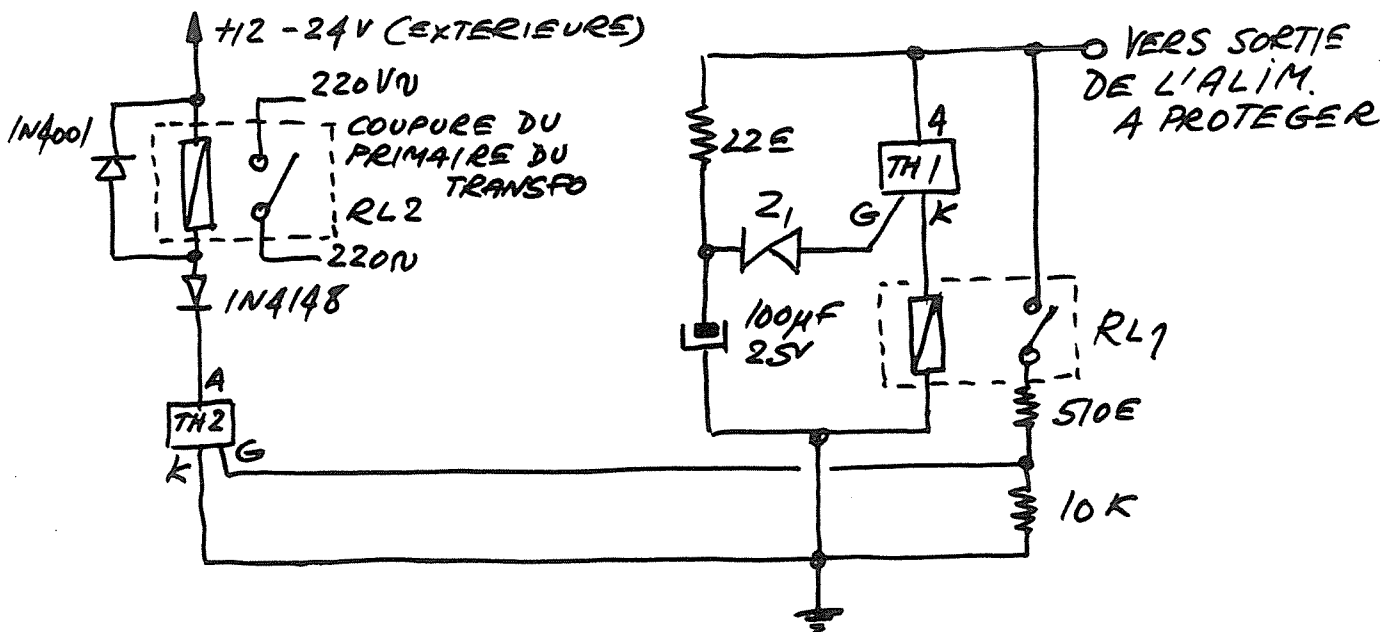 +12 - 24V (EXTERIEURE)
220V~
1N4001
COUPURE DU
PRIMAIRE DU
TRANSFO
RL2
220~
1N4148
A
TH2
G
K
VERS SORTIE
DE L'ALIM.
A PROTEGER
22E
A
TH1
Z1
G
K
100µF
25V
RL1
510E
10K